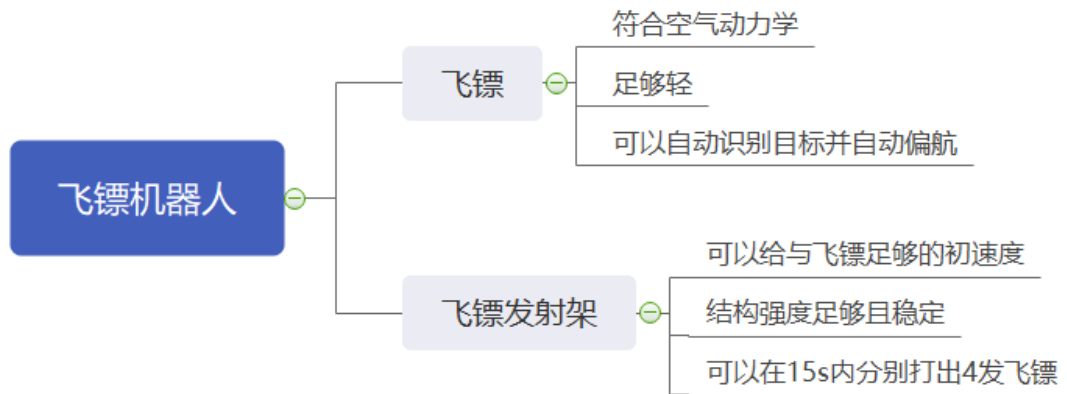 飞镖机器人
飞镖
符合空气动力学
足够轻
可以自动识别目标并自动偏航
飞镖发射架
可以给与飞镖足够的初速度
结构强度足够且稳定
可以在15s内分别打出4发飞镖